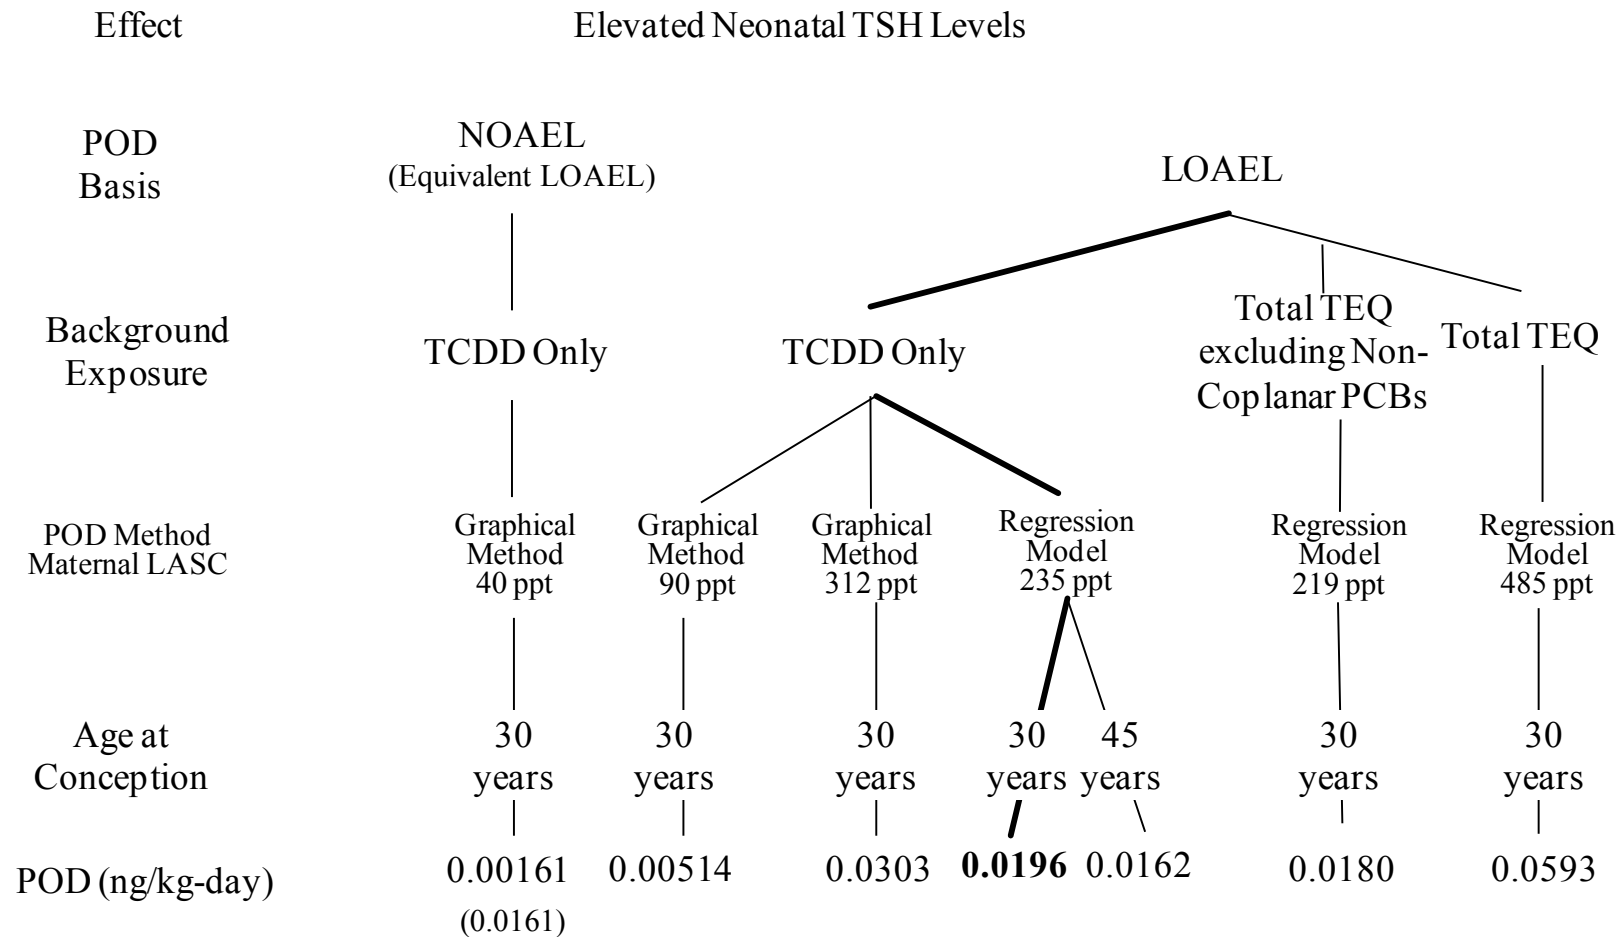 Effect
Elevated Neonatal TSH Levels
POD
Basis
NOAEL
(Equivalent LOAEL)
LOAEL
Background
Exposure
TCDD Only
TCDD Only
Total TEQ
excluding Non-
Coplanar PCBs
Total TEQ
POD Method
Maternal LASC
Graphical
Method
40 ppt
Graphical
Method
90 ppt
Graphical
Method
312 ppt
Regression
Model
235 ppt
Regression
Model
219 ppt
Regression
Model
485 ppt
Age at
Conception
30
years
30
years
30
years
30
years
45
years
30
years
30
years
POD (ng/kg-day)
0.00161
(0.0161)
0.00514
0.0303
0.0196
0.0162
0.0180
0.0593